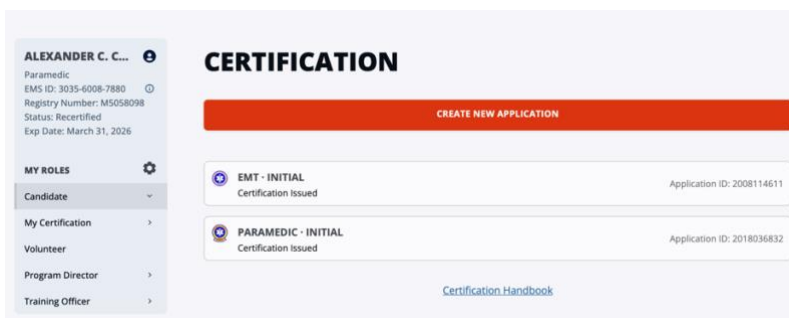 ALEXANDER C. C...
Paramedic
EMS ID: 3035-6008-7880
Registry Number: M5058098
Status: Recertified
Exp Date: March 31, 2026
MY ROLES
Candidate
My Certification
Volunteer
Program Director
Training Officer
CERTIFICATION
CREATE NEW APPLICATION
EMT - INITIAL
Certification Issued
Application ID: 2008114611
PARAMEDIC - INITIAL
Certification Issued
Application ID: 2018036832
Certification Handbook